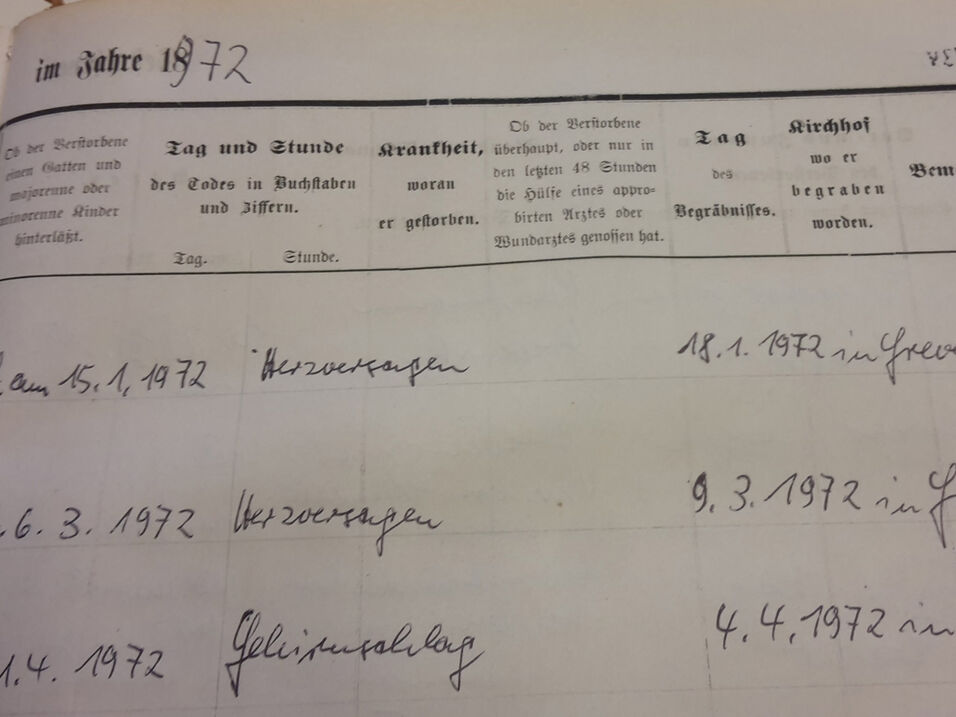 im Jahre 1972
Ob der Verstorbene
einen Gatten und
majorenne oder
minorenne Kinder
hinterläßt.
Tag und Stunde
des Todes in Buchstaben
und Ziffern.
Tag. Stunde.
Krankheit,
woran
er gestorben.
Ob der Verstorbene
überhaupt, oder nur in
den letzten 48 Stunden
die Hülfe eines appro-
birten Arztes oder
Wundarztes genossen hat.
Tag
des
Begräbnisses.
Kirchhof
wo er
begraben
worden.
Bem
am 15.1.1972 Herzversagen 18.1.1972 in Grev
6.3.1972 Herzversagen 9.3.1972 in G
1.4.1972 Gehirnschlag 4.4.1972 in